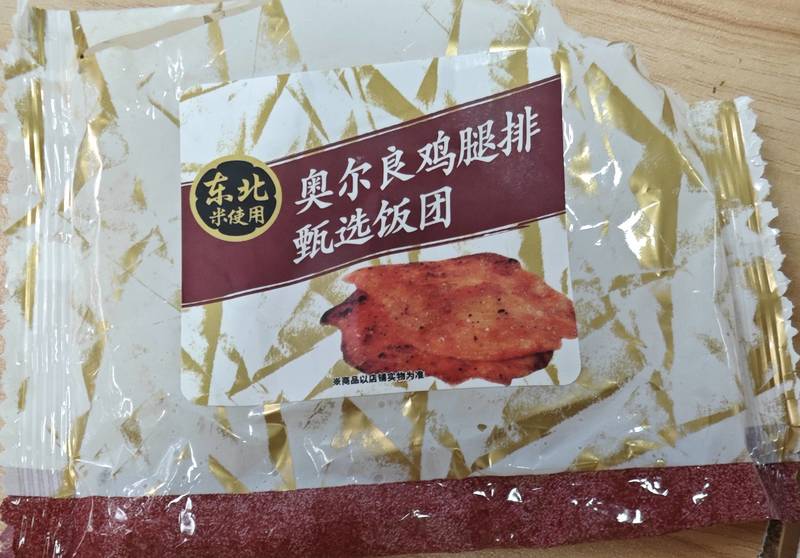 东北
米使用
奥尔良鸡腿排
甄选饭团
※商品以店铺实物为准